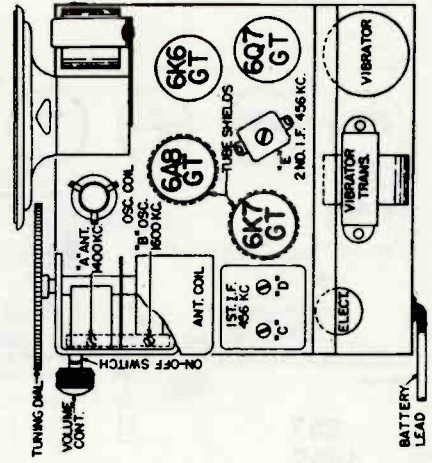 TUNING DIAL
VOLUME
CONT.
ON-OFF SWITCH
"A" ANT.
1400 KC.
"B" OSC.
1600 KC.
OSC. COIL
ANT. COIL
1ST. I.F.
456 KC
"C"
"D"
6A8
GT
6K7
GT
TUBE SHIELDS
6K6
GT
6Q7
GT
"E"
2 ND. I.F. 456 KC.
ELECT.
VIBRATOR
TRANS.
VIBRATOR
BATTERY
LEAD